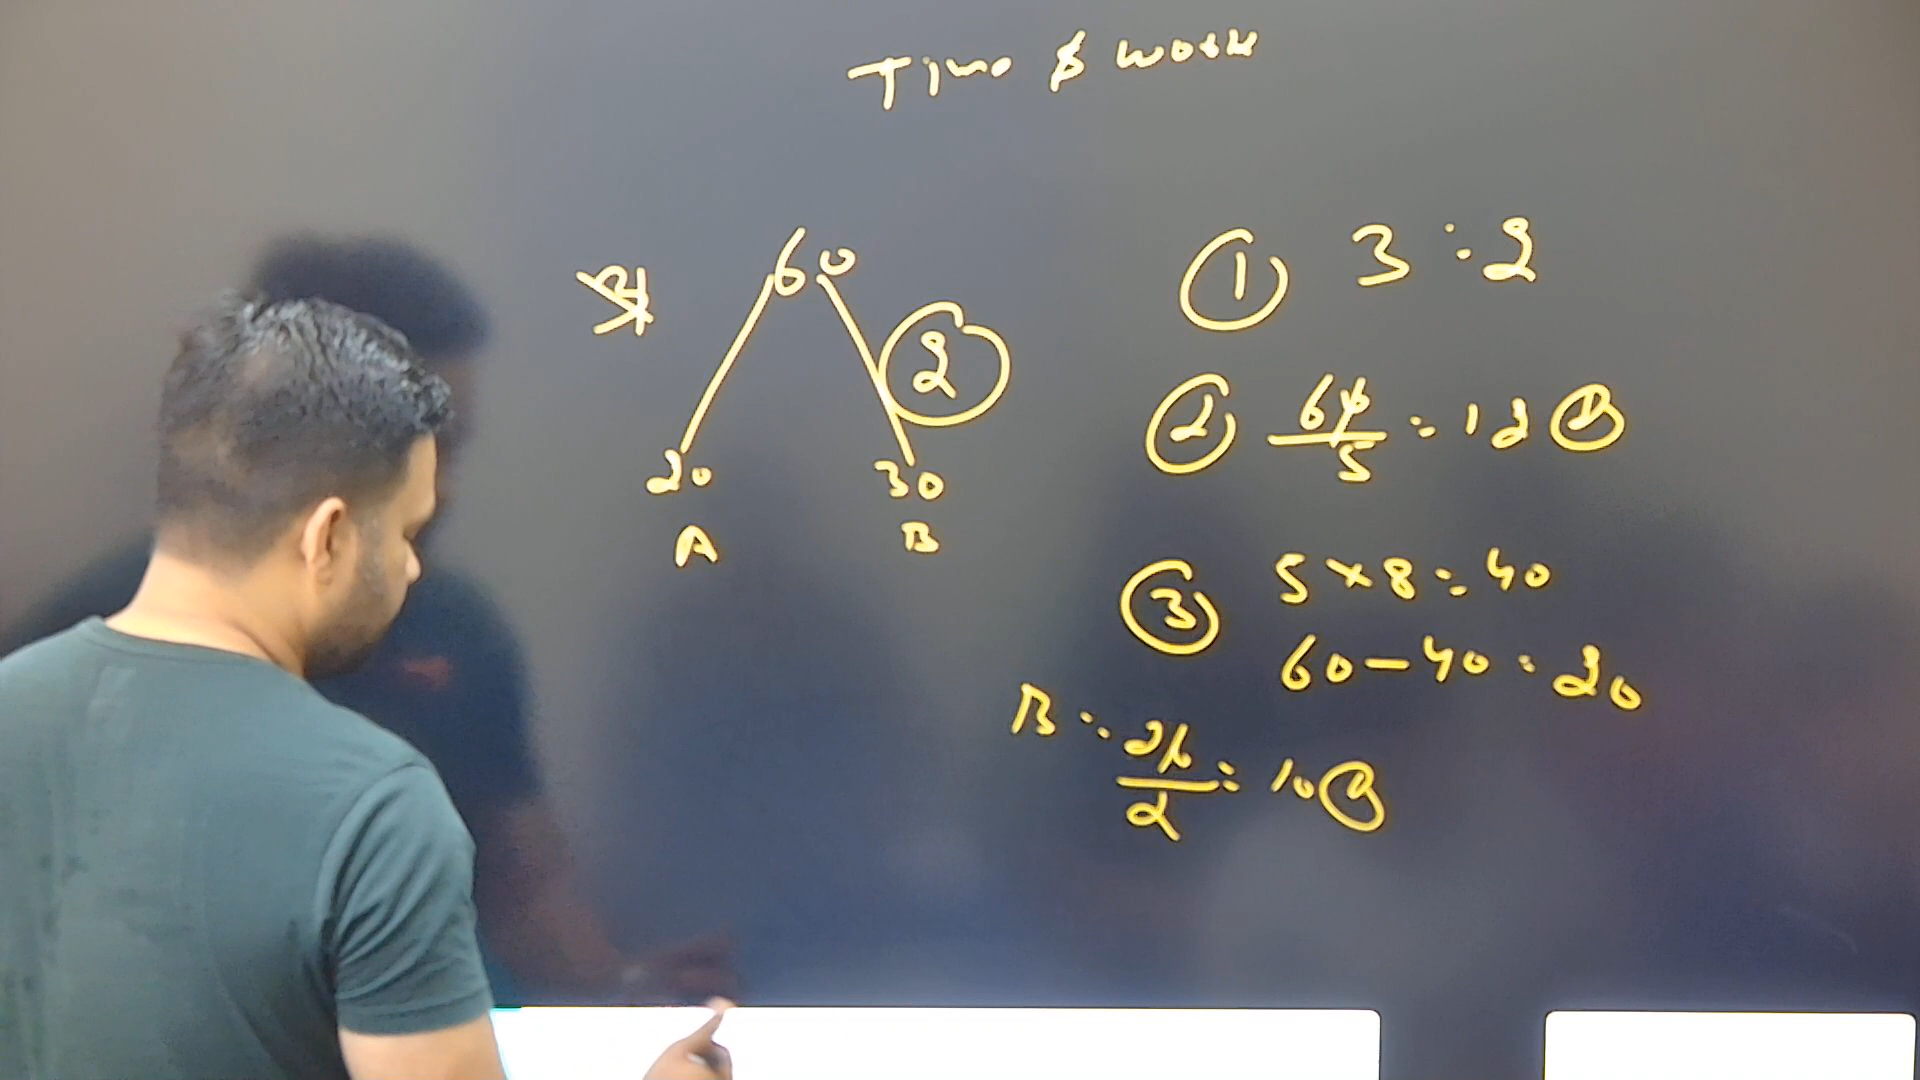 Time & work
60
2
20 30
A B
① 3:2
② 60/5 = 12 D
③ 5×8=40
60-40=20
B = 20/2 = 10 D